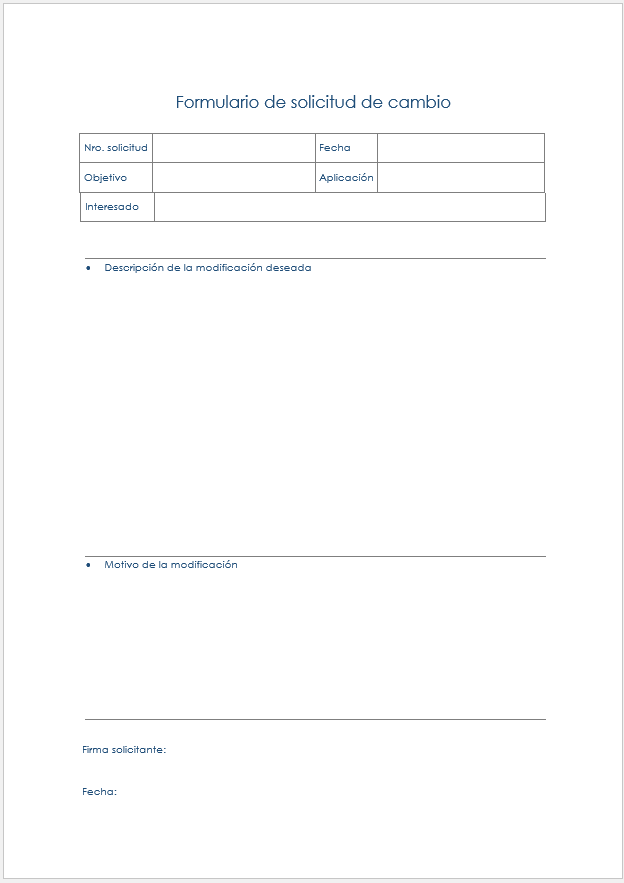 Formulario de solicitud de cambio
Nro. solicitud Fecha
Objetivo Aplicación
Interesado
• Descripción de la modificación deseada
• Motivo de la modificación
Firma solicitante:
Fecha: